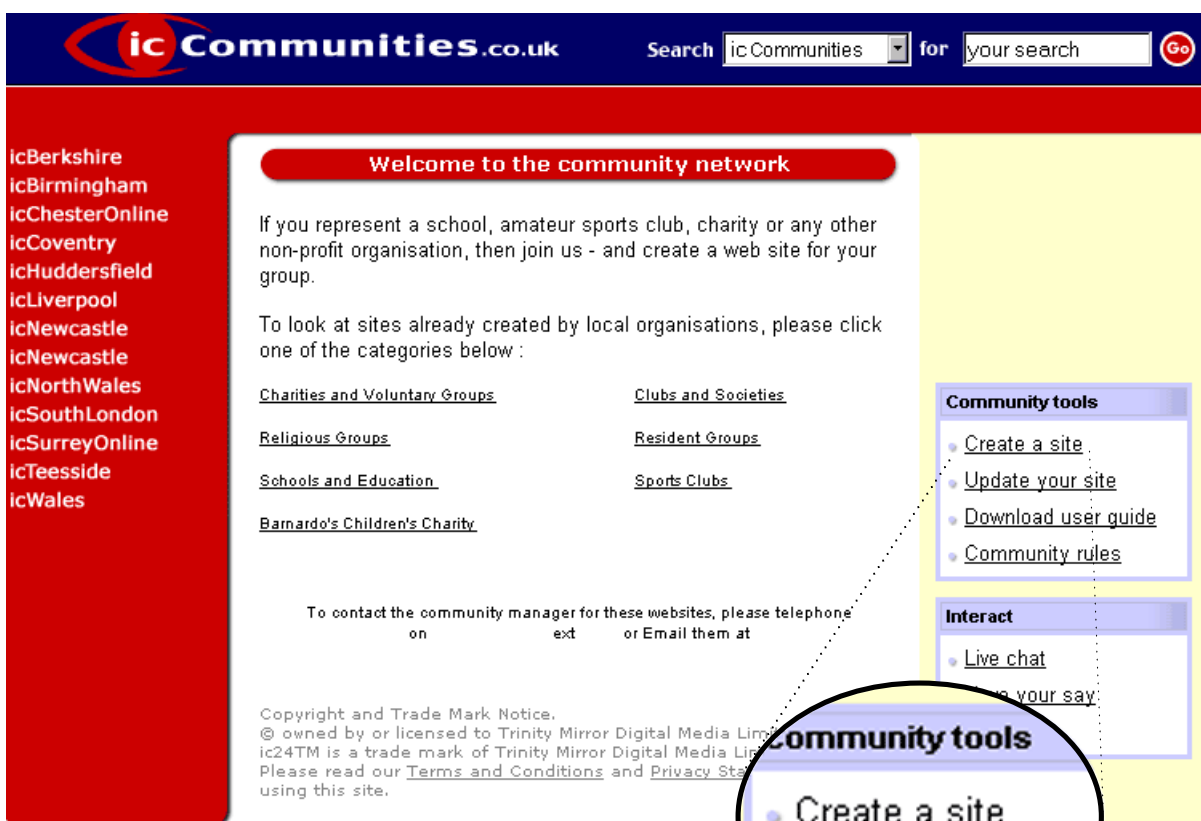 ic Communities.co.uk
Search ic Communities for your search Go
icBerkshire
icBirmingham
icChesterOnline
icCoventry
icHuddersfield
icLiverpool
icNewcastle
icNewcastle
icNorthWales
icSouthLondon
icSurreyOnline
icTeesside
icWales
Welcome to the community network
If you represent a school, amateur sports club, charity or any other
non-profit organisation, then join us - and create a web site for your
group.
To look at sites already created by local organisations, please click
one of the categories below :
Charities and Voluntary Groups
Clubs and Societies
Religious Groups
Resident Groups
Schools and Education
Sports Clubs
Barnardo's Children's Charity
To contact the community manager for these websites, please telephone
on ext or Email them at
Copyright and Trade Mark Notice.
© owned by or licensed to Trinity Mirror Digital Media
ic24TM is a trade mark of Trinity Mirror Digital Media
Please read our Terms and Conditions and Privacy
using this site.
Community tools
Create a site
Update your site
Download user guide
Community rules
Interact
Live chat
your say
Community tools
Create a site